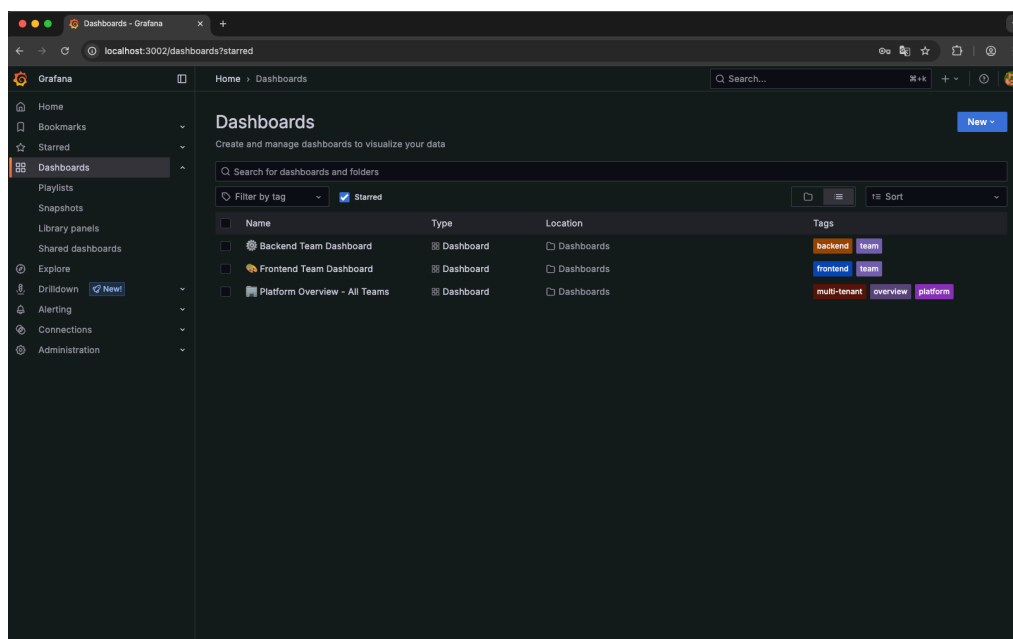 Dashboards - Grafana
localhost:3002/dashboards?starred
Grafana
Home › Dashboards
Search...
⌘+k
Home
Bookmarks
Starred
Dashboards
Playlists
Snapshots
Library panels
Shared dashboards
Explore
Drilldown New!
Alerting
Connections
Administration
Dashboards
New
Create and manage dashboards to visualize your data
Search for dashboards and folders
Filter by tag
Starred
Sort
Name Type Location Tags
Backend Team Dashboard Dashboard Dashboards backend team
Frontend Team Dashboard Dashboard Dashboards frontend team
Platform Overview - All Teams Dashboard Dashboards multi-tenant overview platform